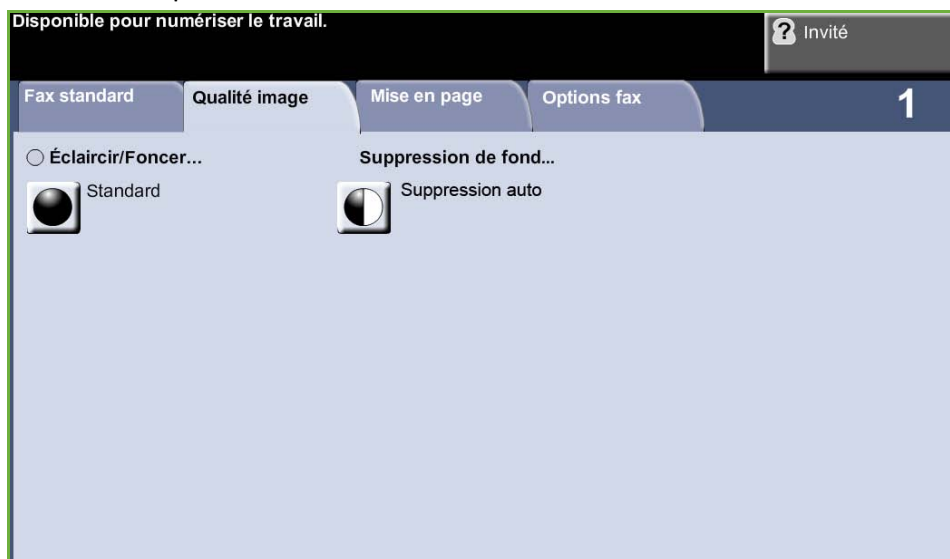 Disponible pour numériser le travail.
Invité
Fax standard Qualité image Mise en page Options fax 1
Éclaircir/Foncer... Suppression de fond...
Standard Suppression auto